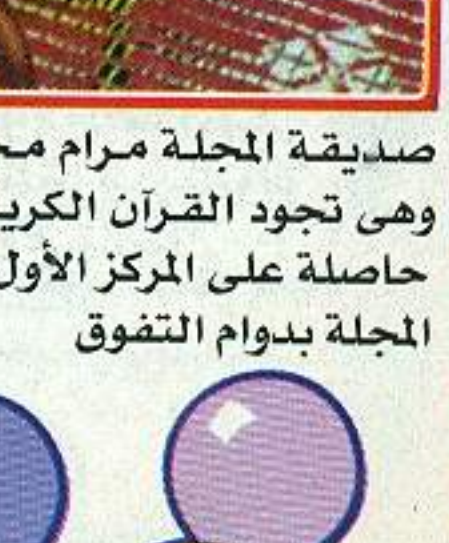 صديقة المجلة مرام
وهى تجود القرآن
حاصلة على المركز الأول
المجلة بدوام التفوق